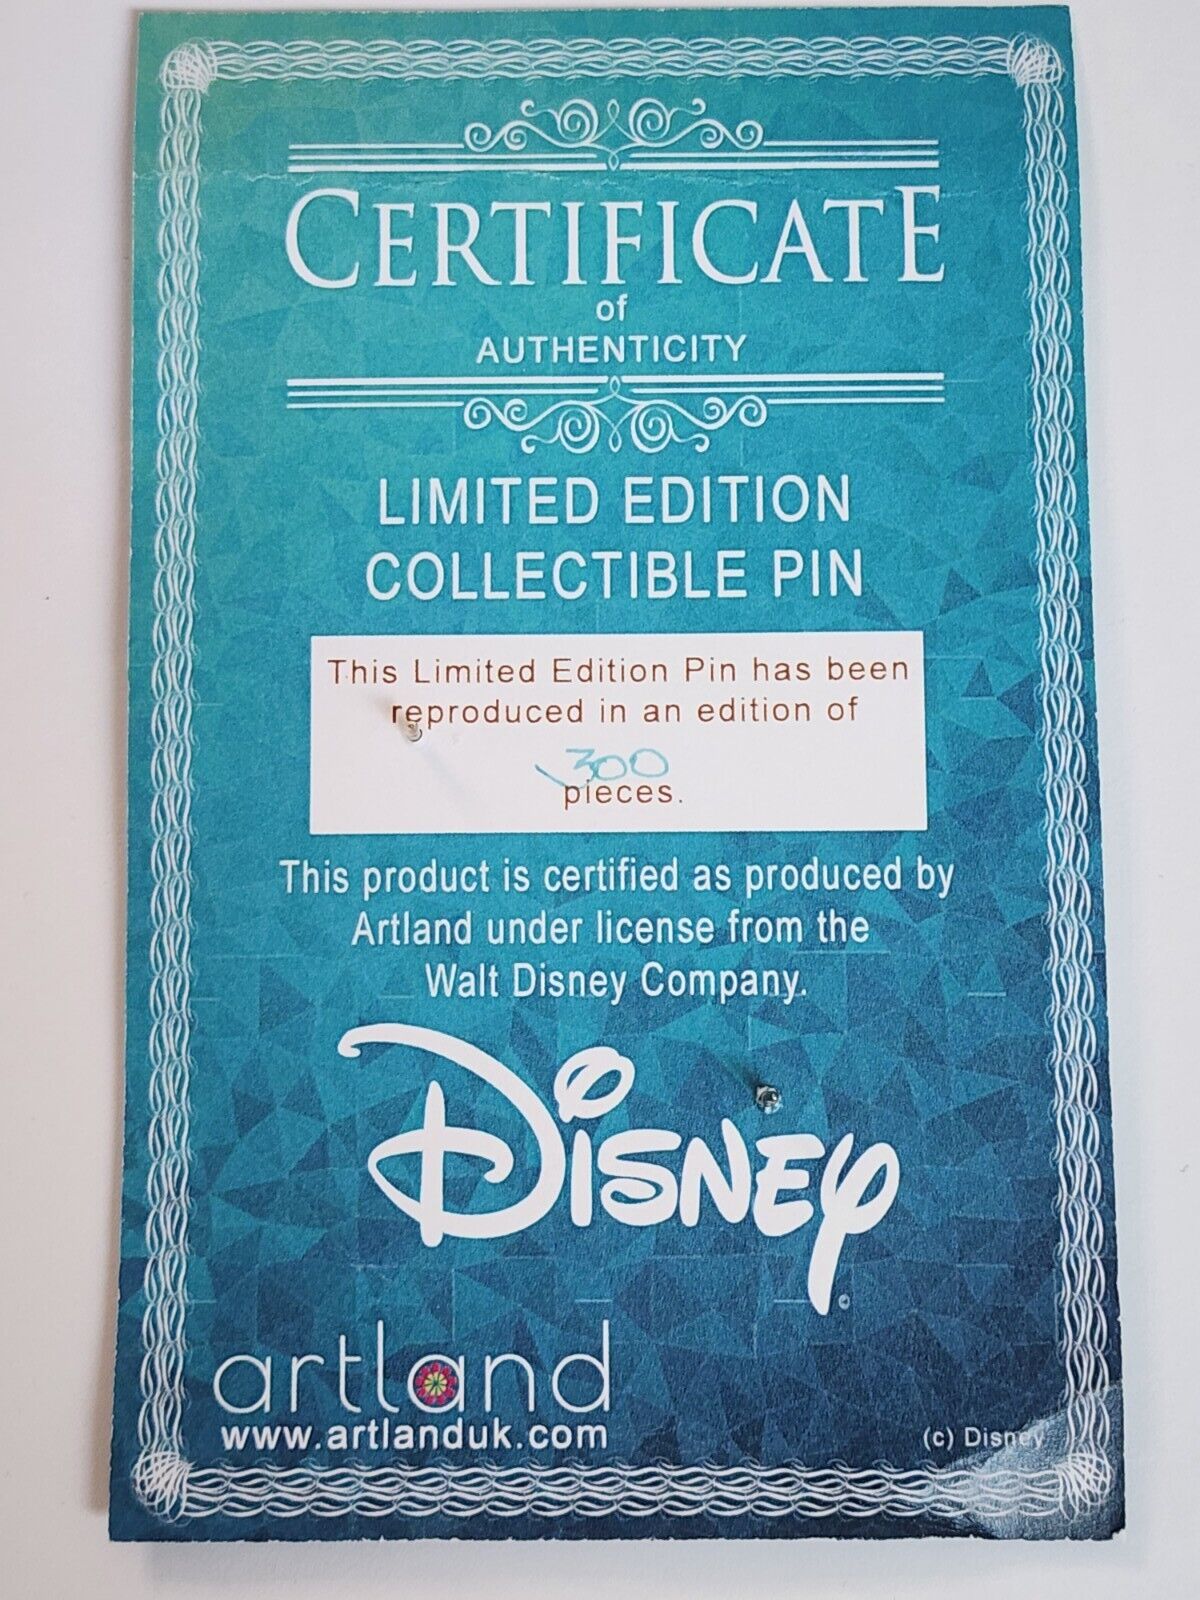 CERTIFICATE
of
AUTHENTICITY
LIMITED EDITION
COLLECTIBLE PIN
This Limited Edition Pin has been
reproduced in an edition of
300
pieces.
This product is certified as produced by
Artland under license from the
Walt Disney Company.
Disney
artland
www.artlanduk.com
(c) Disney